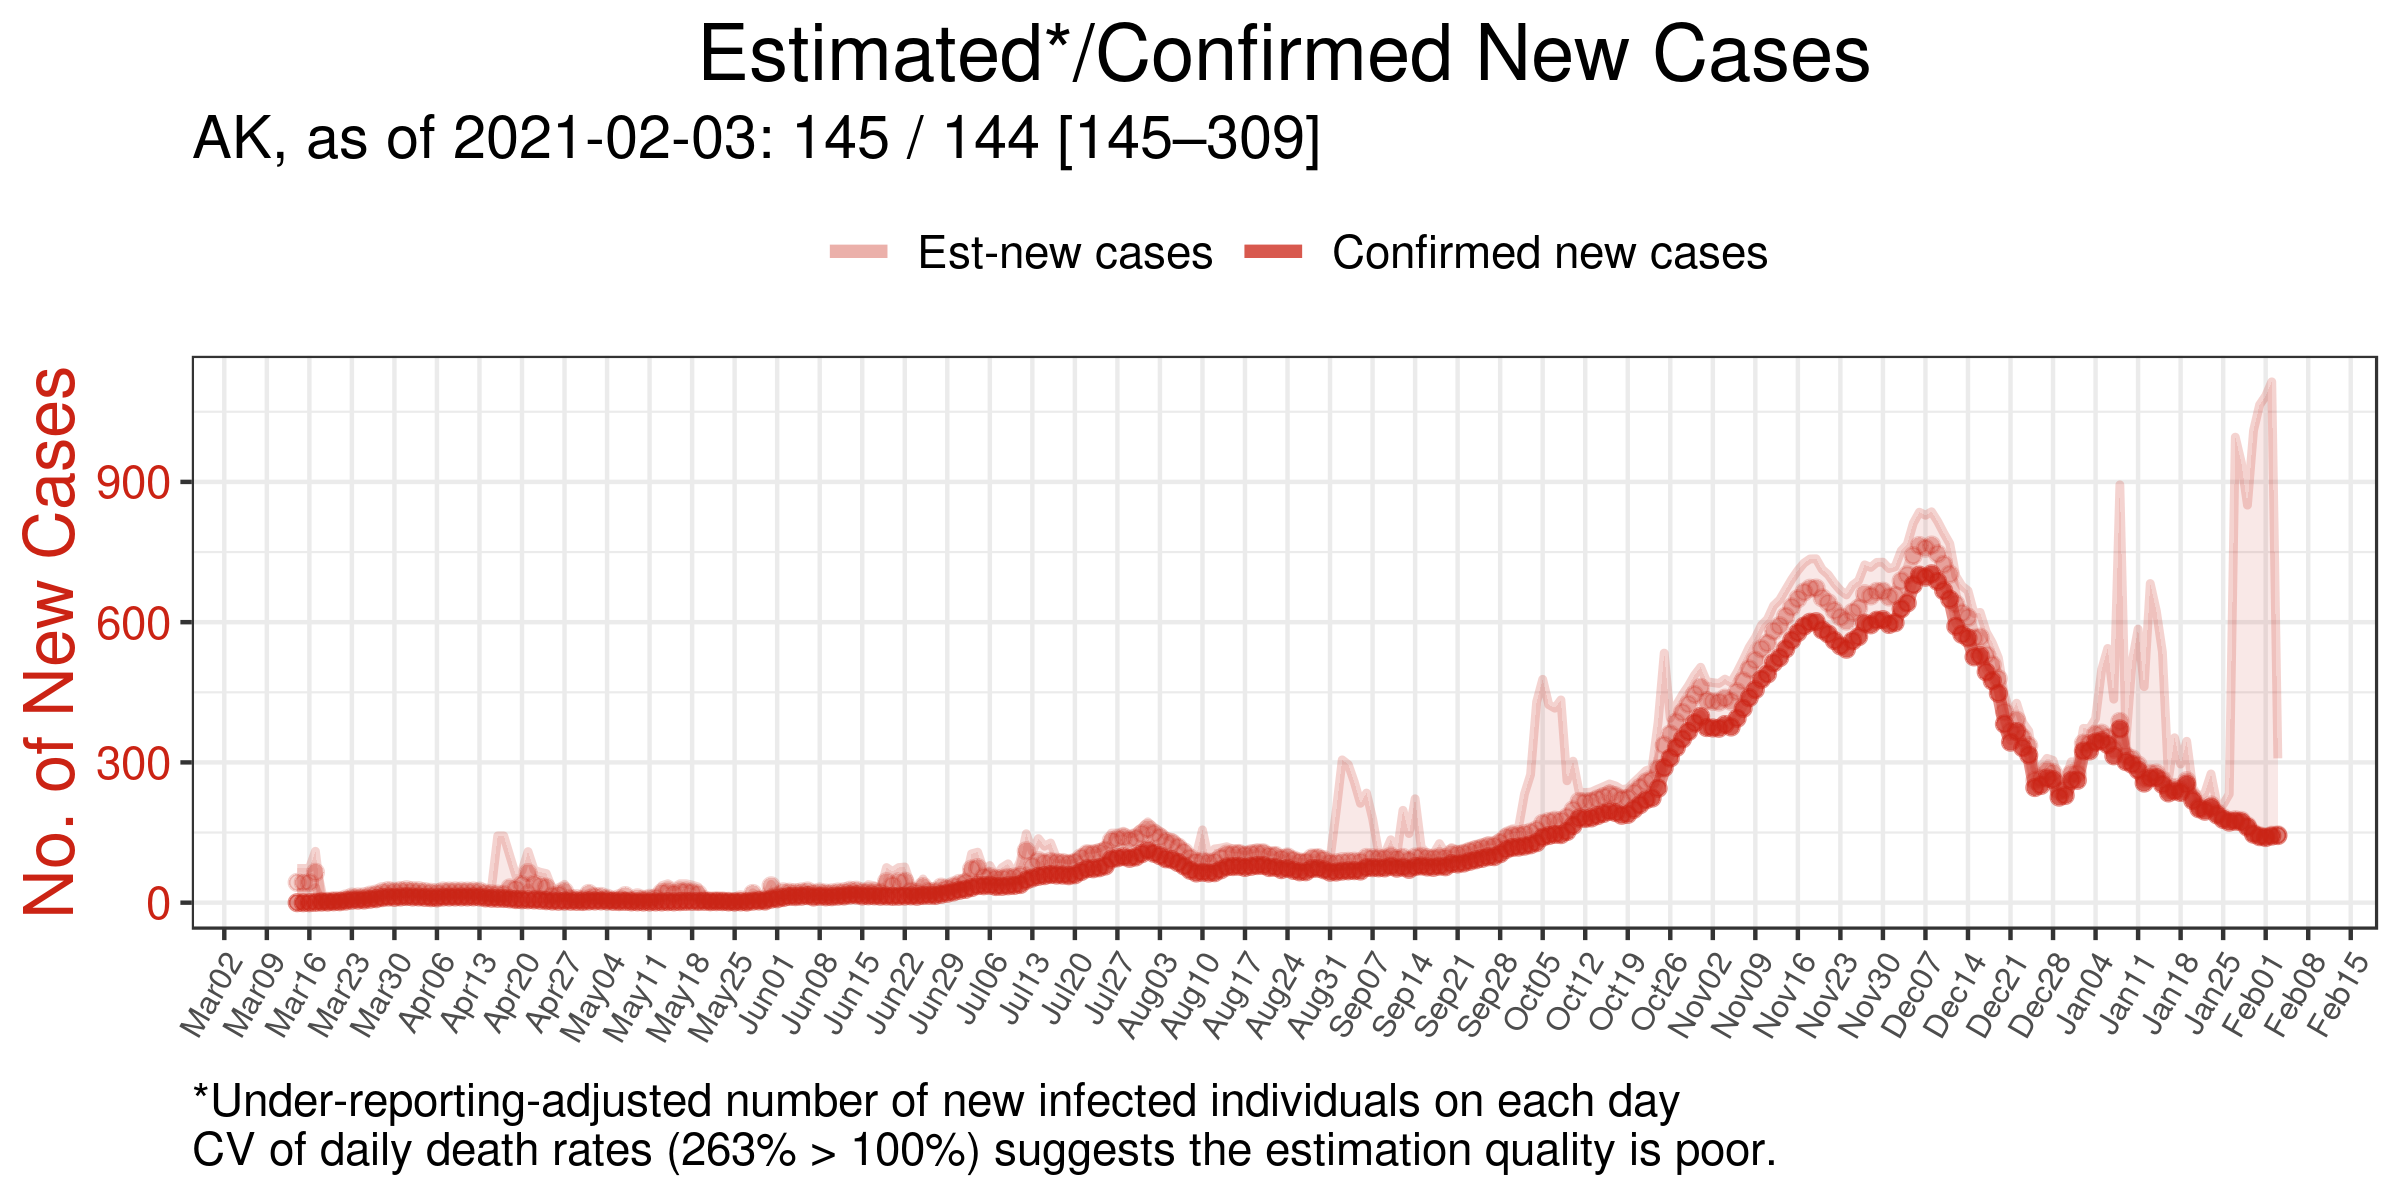 Estimated*/Confirmed New Cases
AK, as of 2021-02-03: 145 / 144 [145–309]
Est-new cases Confirmed new cases
No. of New Cases
900
600
300
0
Mar02 Mar09 Mar16 Mar23 Mar30 Apr06 Apr13 Apr20 Apr27 May04 May11 May18 May25 Jun01 Jun08 Jun15 Jun22 Jun29 Jul06 Jul13 Jul20 Jul27 Aug03 Aug10 Aug17 Aug24 Aug31 Sep07 Sep14 Sep21 Sep28 Oct05 Oct12 Oct19 Oct26 Nov02 Nov09 Nov16 Nov23 Nov30 Dec07 Dec14 Dec21 Dec28 Jan04 Jan11 Jan18 Jan25 Feb01 Feb08 Feb15
*Under-reporting-adjusted number of new infected individuals on each day
CV of daily death rates (263% > 100%) suggests the estimation quality is poor.